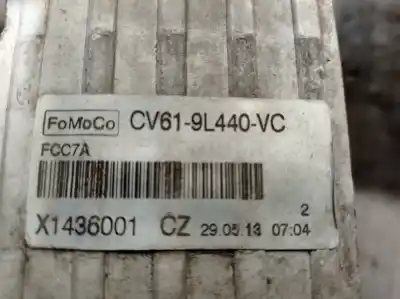 FoMoCo CV61-9L440-VC
FCC7A
2
X1436001 CZ 29.05.13 07:04